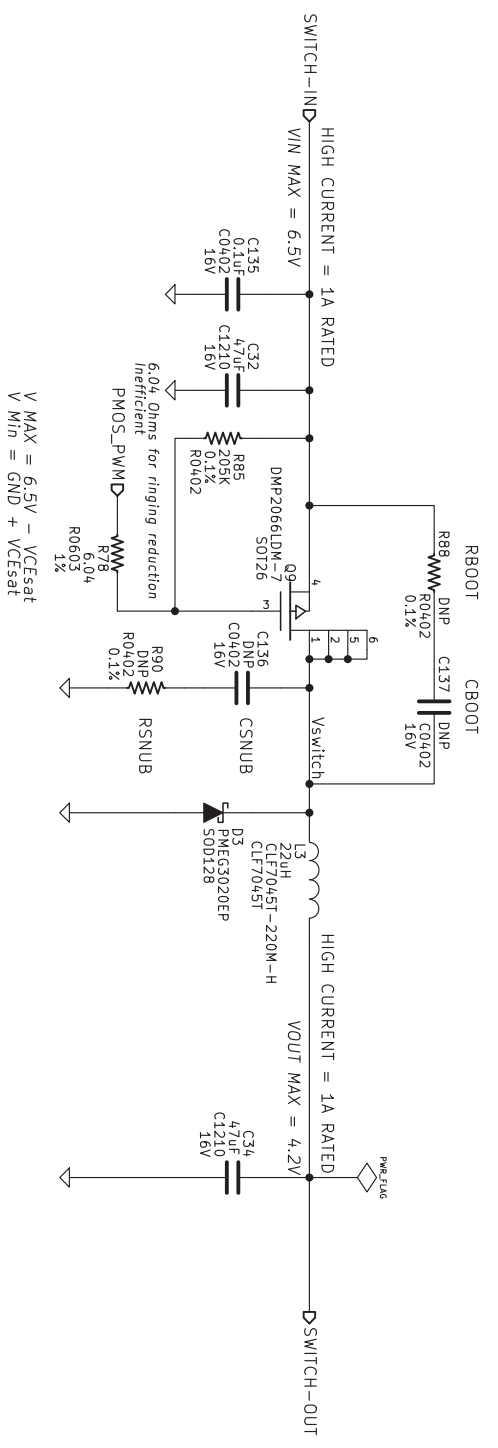 RBOOT
CBOOT
R88
DNP
R0402
0.1%
C137
DNP
C0402
16V
PWR_FLAG
SWITCH-IN
HIGH CURRENT = 1A RATED
VIN MAX = 6.5V
C135
0.1uF
C0402
16V
C32
47uF
C1210
16V
R85
205K
0.1%
R0402
Q9
DMP2066LDM-7
SOT26
4
3
1
2
5
6
Vswitch
L3
22uH
CLF7045T-220M-H
CLF7045T
HIGH CURRENT = 1A RATED
VOUT MAX = 4.2V
SWITCH-OUT
6.04 Ohms for ringing reduction
Inefficient
PMOS_PWM
R78
6.04
R0603
1%
C136
DNP
C0402
16V
CSNUB
R90
DNP
R0402
0.1%
RSNUB
D3
PMEG3020EP
SOD128
C34
47uF
C1210
16V
V MAX = 6.5V - VCEsat
V Min = GND + VCEsat